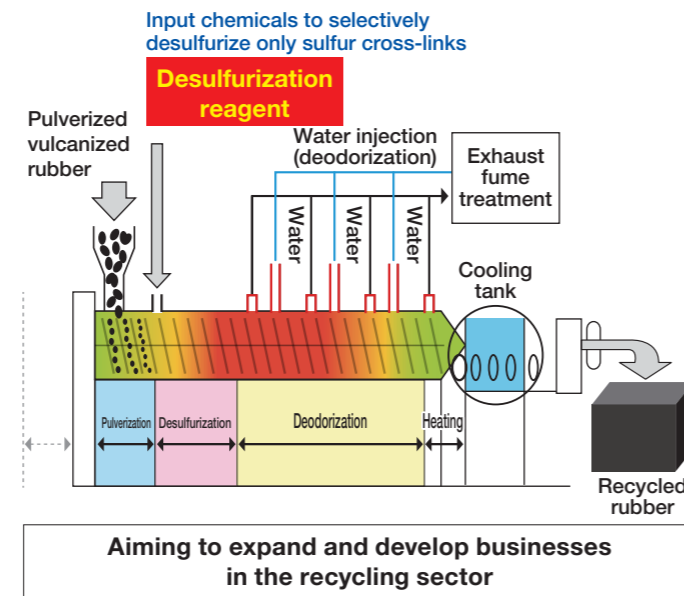 Input chemicals to selectively
desulfurize only sulfur cross-links
Desulfurization
reagent
Pulverized
vulcanized
rubber
Water injection
(deodorization)
Exhaust
fume
treatment
Water
Water
Water
Cooling
tank
Pulverization
Desulfurization
Deodorization
Heating
Recycled
rubber
Aiming to expand and develop businesses
in the recycling sector